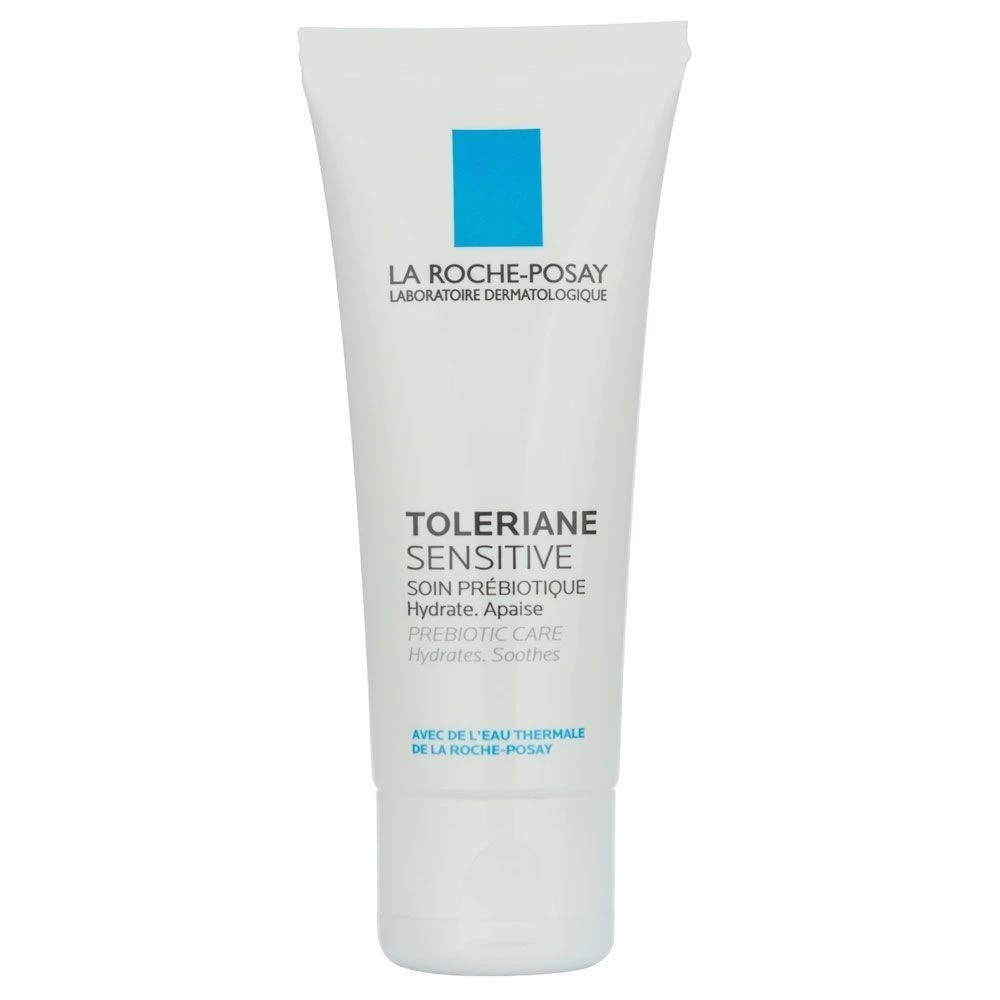 LA ROCHE-POSAY
LABORATOIRE DERMATOLOGIQUE
TOLERIANE
SENSITIVE
SOIN PRÉBIOTIQUE
Hydrate. Apaise
PREBIOTIC CARE
Hydrates. Soothes
AVEC DE L'EAU THERMALE
DE LA ROCHE-POSAY